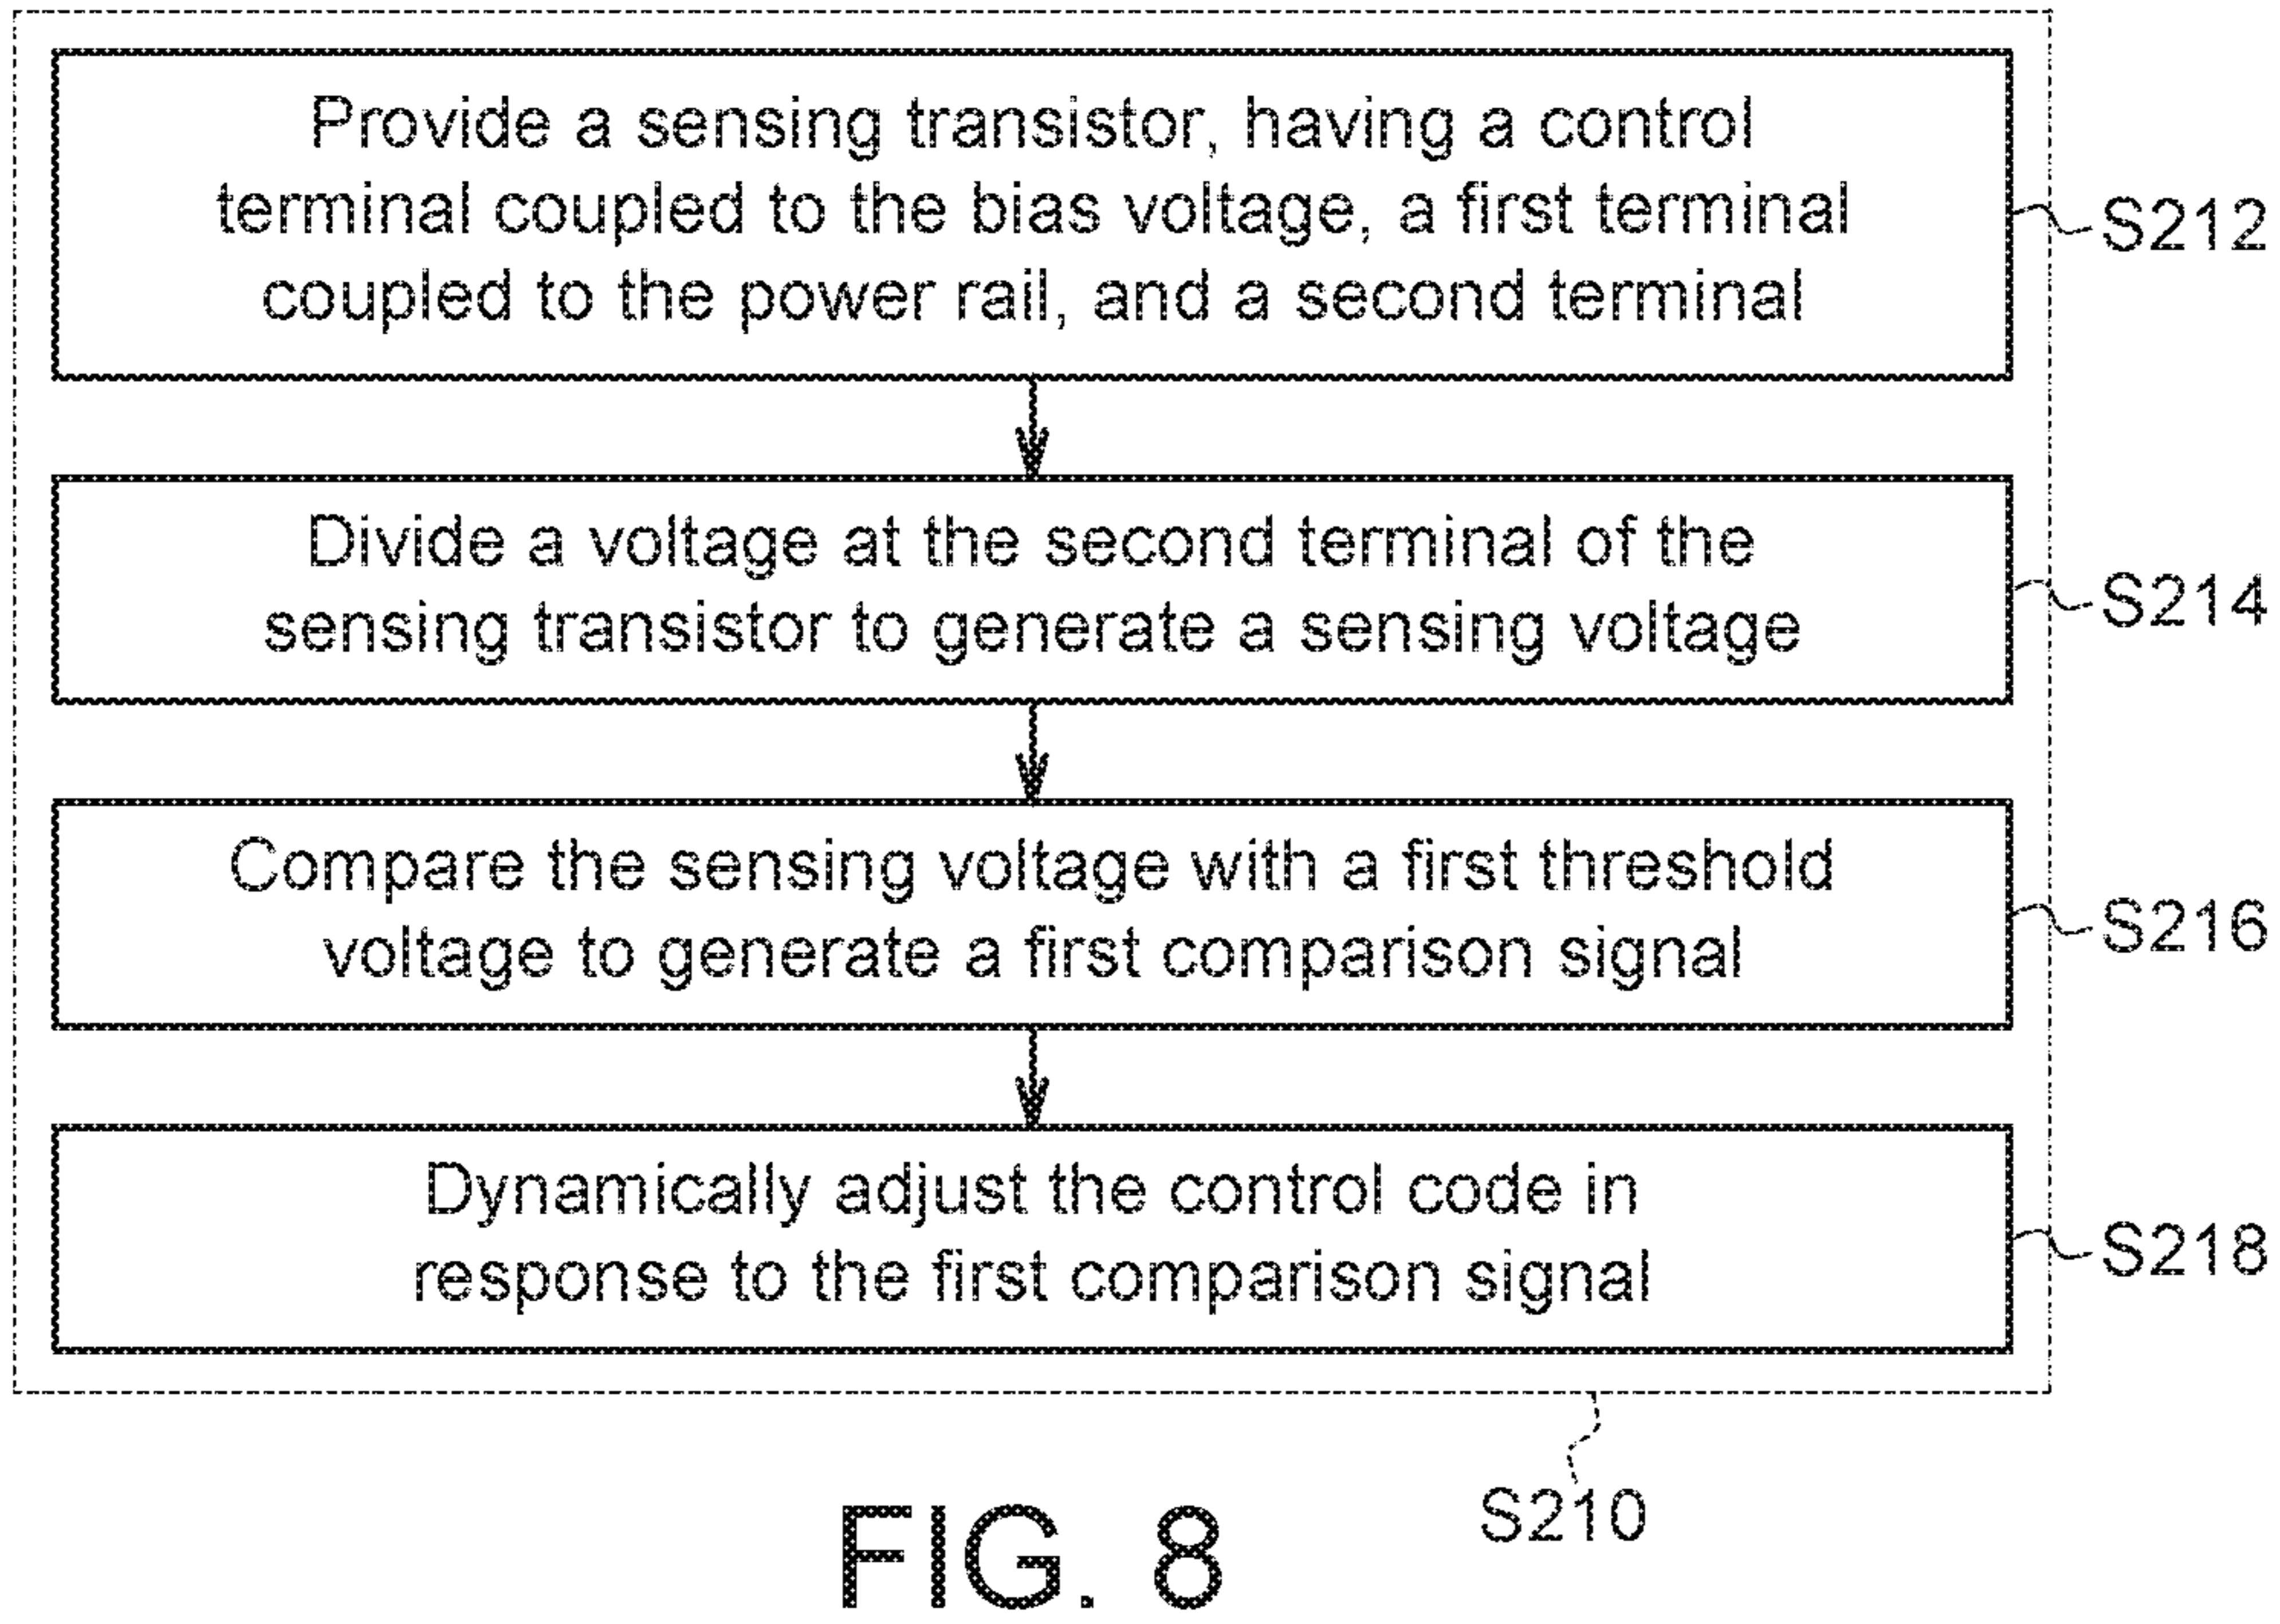 Provide a sensing transistor, having a control
terminal coupled to the bias voltage, a first terminal
coupled to the power rail, and a second terminal
S212
Divide a voltage at the second terminal of the
sensing transistor to generate a sensing voltage
S214
Compare the sensing voltage with a first threshold
voltage to generate a first comparison signal
S216
Dynamically adjust the control code in
response to the first comparison signal
S218
S210
FIG. 8